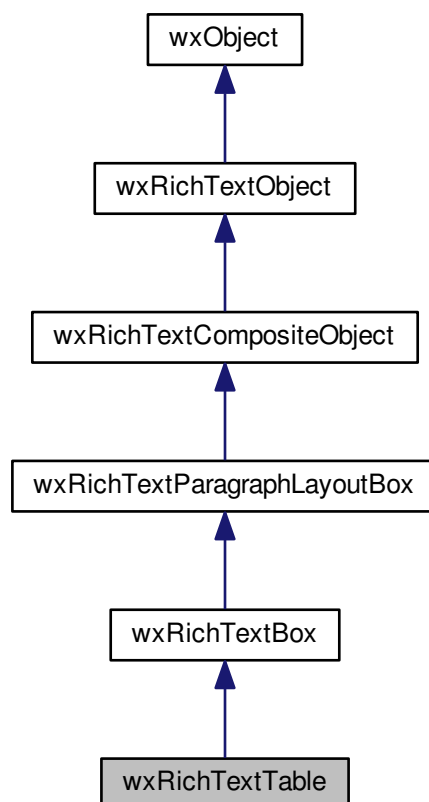 wxObject
wxRichTextObject
wxRichTextCompositeObject
wxRichTextParagraphLayoutBox
wxRichTextBox
wxRichTextTable